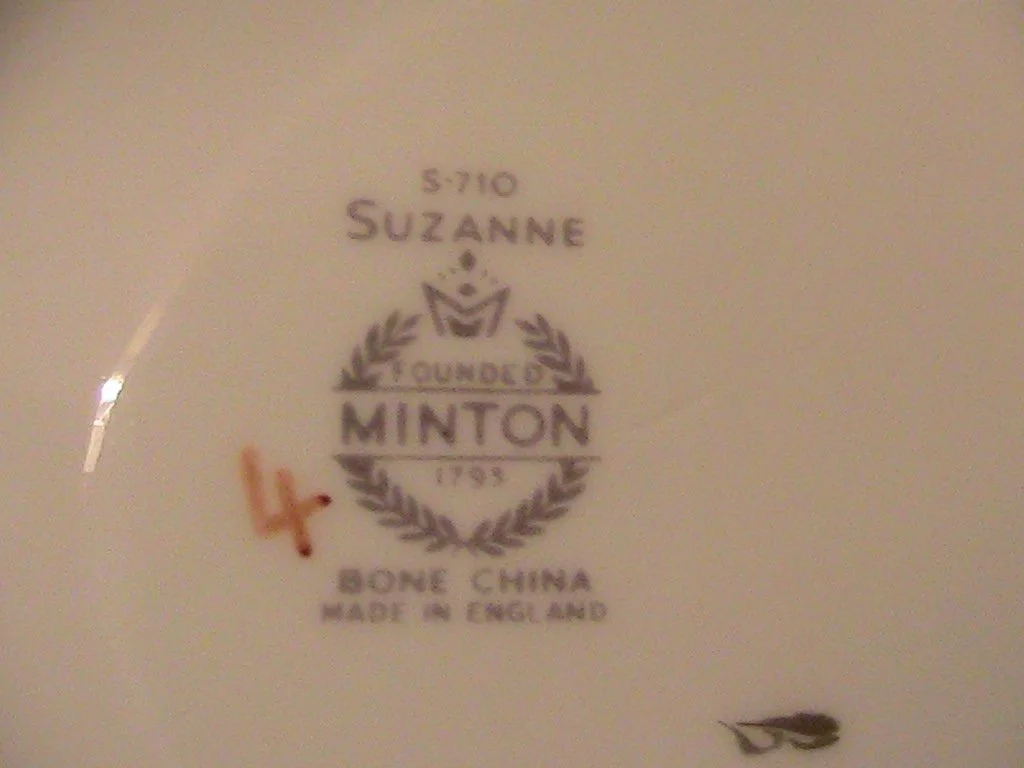 S-710
SUZANNE
FOUNDED
MINTON
1793
4
BONE CHINA
MADE IN ENGLAND